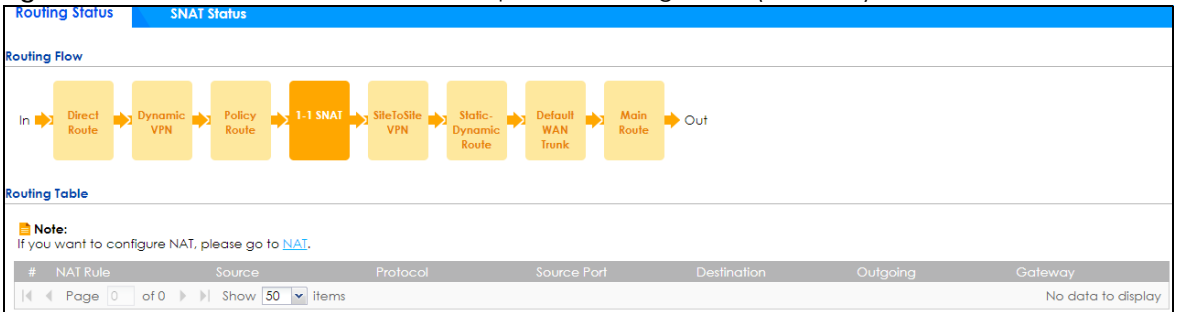 Routing Status SNAT Status
Routing Flow
In Direct Route Dynamic VPN Policy Route 1-1 SNAT SiteToSite VPN Static-Dynamic Route Default WAN Trunk Main Route Out
Routing Table
Note:
If you want to configure NAT, please go to NAT.
# NAT Rule Source Protocol Source Port Destination Outgoing Gateway
Page 0 of 0 Show 50 items No data to display